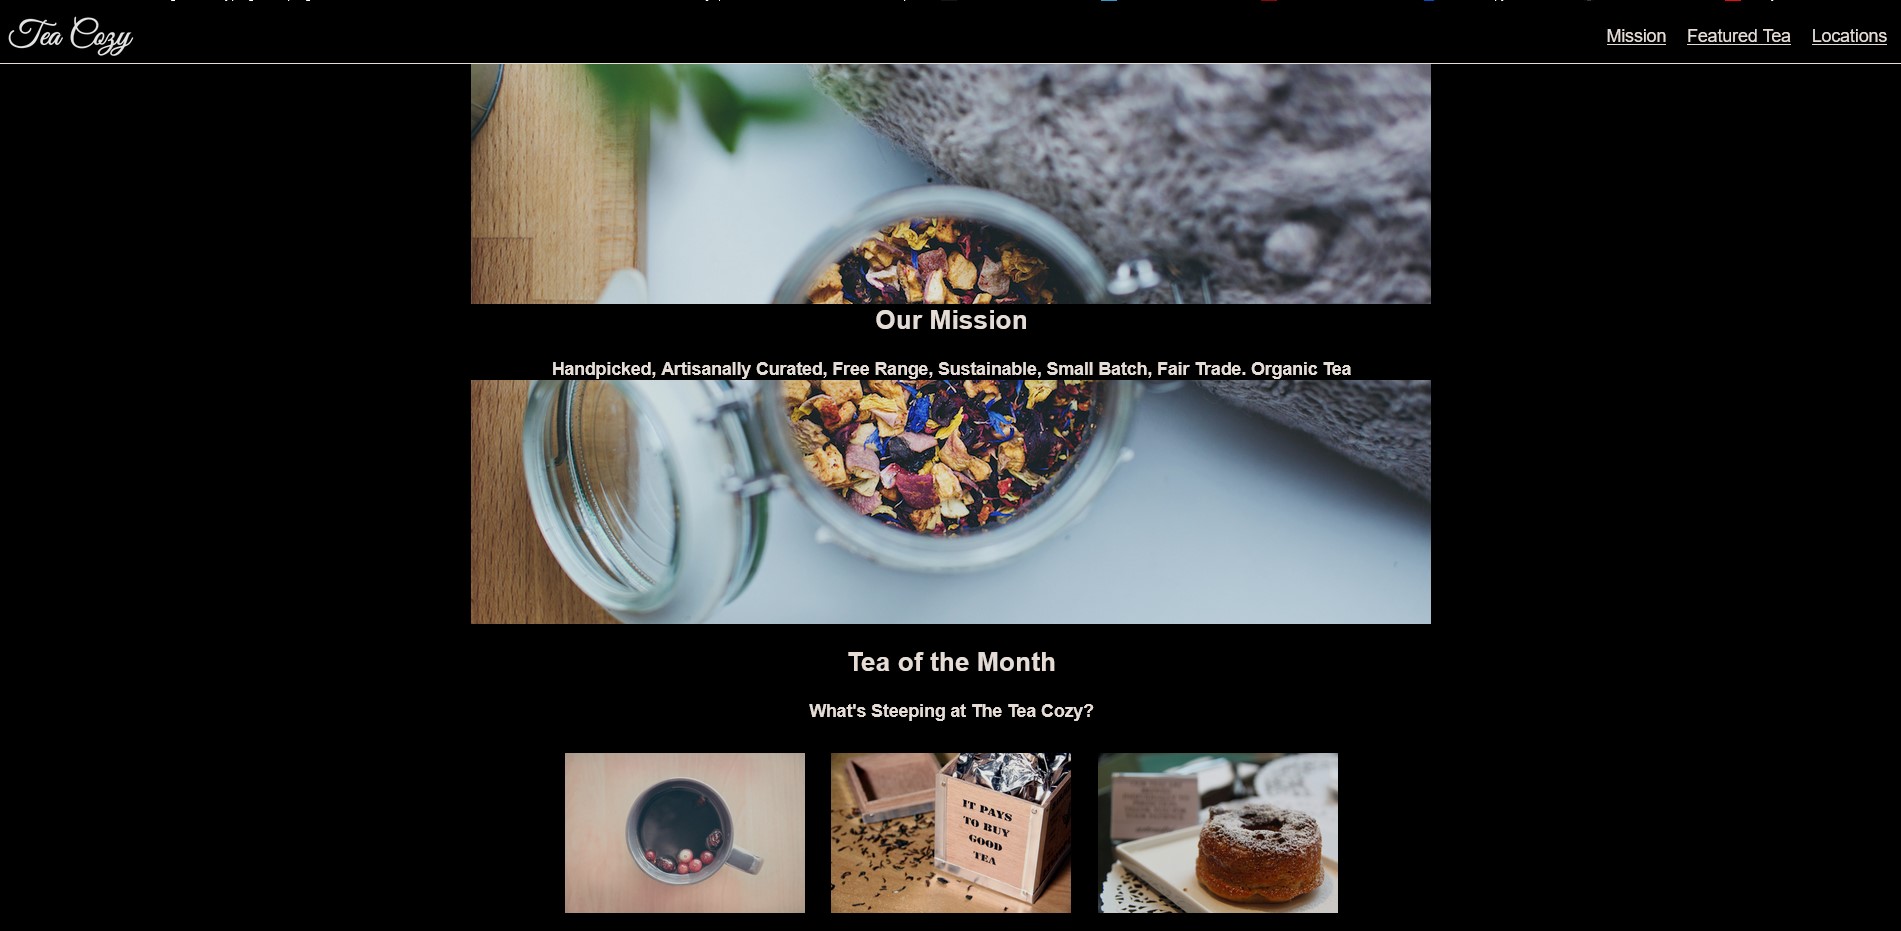 Tea Cozy
Mission Featured Tea Locations
Our Mission
Handpicked, Artisanally Curated, Free Range, Sustainable, Small Batch, Fair Trade. Organic Tea
Tea of the Month
What's Steeping at The Tea Cozy?
IT PAYS
TO BUY
GOOD
TEA